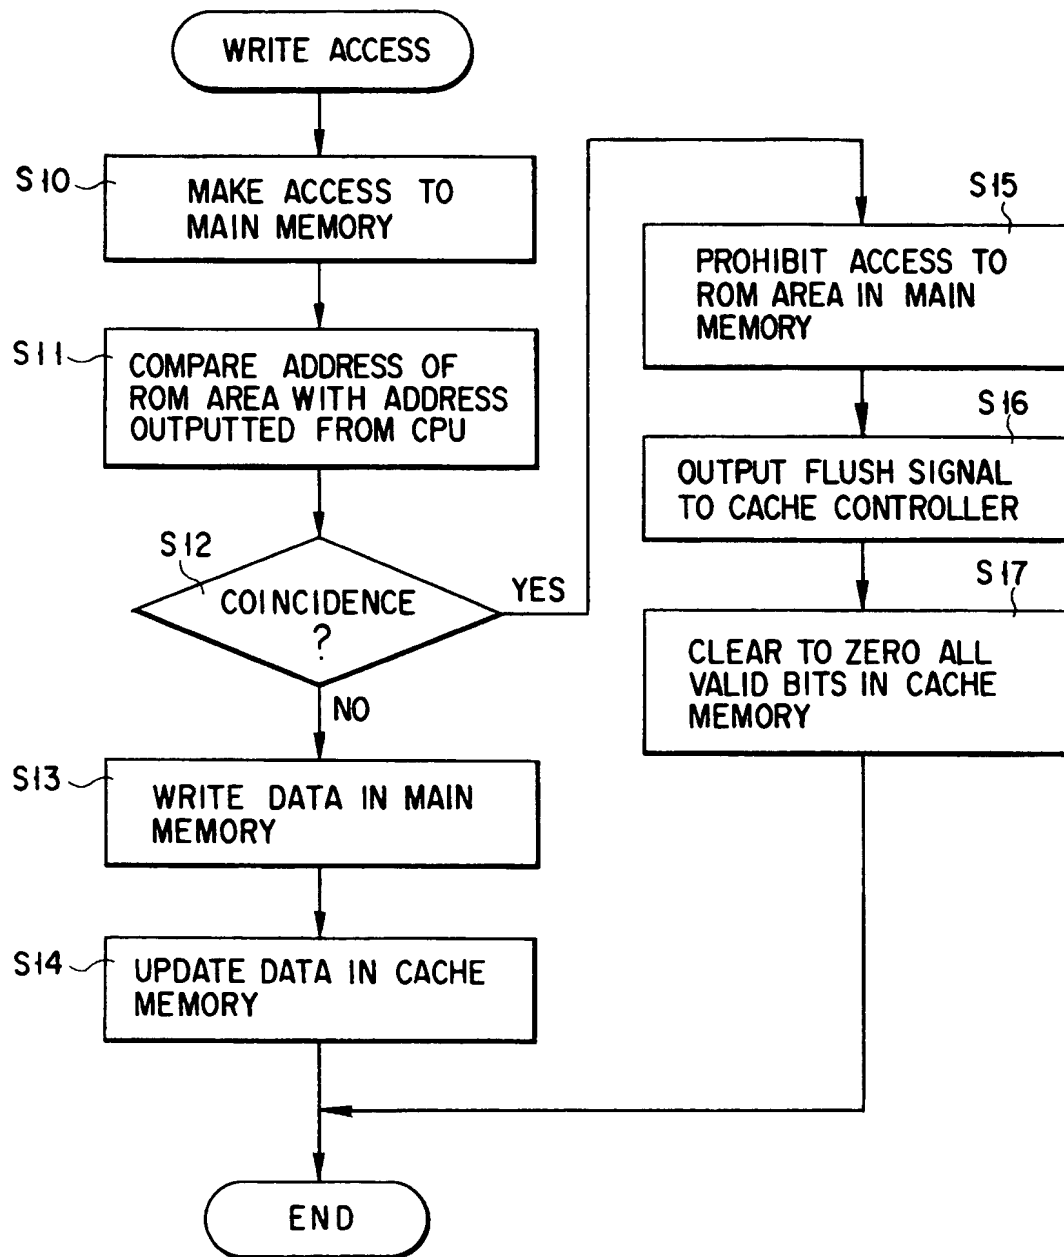 WRITE ACCESS
S10
MAKE ACCESS TO
MAIN MEMORY
S11
COMPARE ADDRESS OF
ROM AREA WITH ADDRESS
OUTPUTTED FROM CPU
S12
COINCIDENCE
?
YES
NO
S13
WRITE DATA IN MAIN
MEMORY
S14
UPDATE DATA IN CACHE
MEMORY
S15
PROHIBIT ACCESS TO
ROM AREA IN MAIN
MEMORY
S16
OUTPUT FLUSH SIGNAL
TO CACHE CONTROLLER
S17
CLEAR TO ZERO ALL
VALID BITS IN CACHE
MEMORY
END